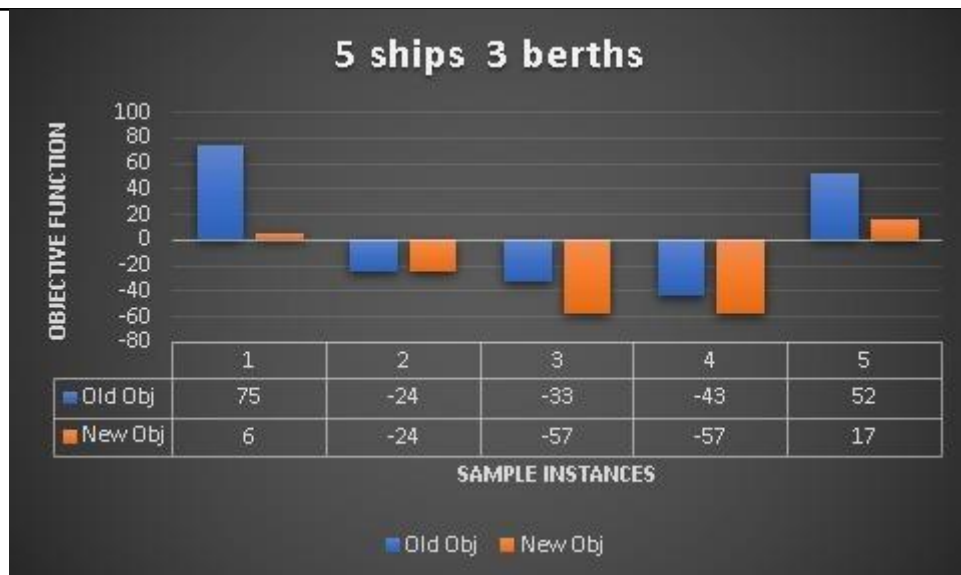 5 ships 3 berths
OBJECTIVE FUNCTION
100
80
60
40
20
0
-20
-40
-60
-80
1 2 3 4 5
Old Obj 75 -24 -33 -43 52
New Obj 6 -24 -57 -57 17
SAMPLE INSTANCES
Old Obj New Obj